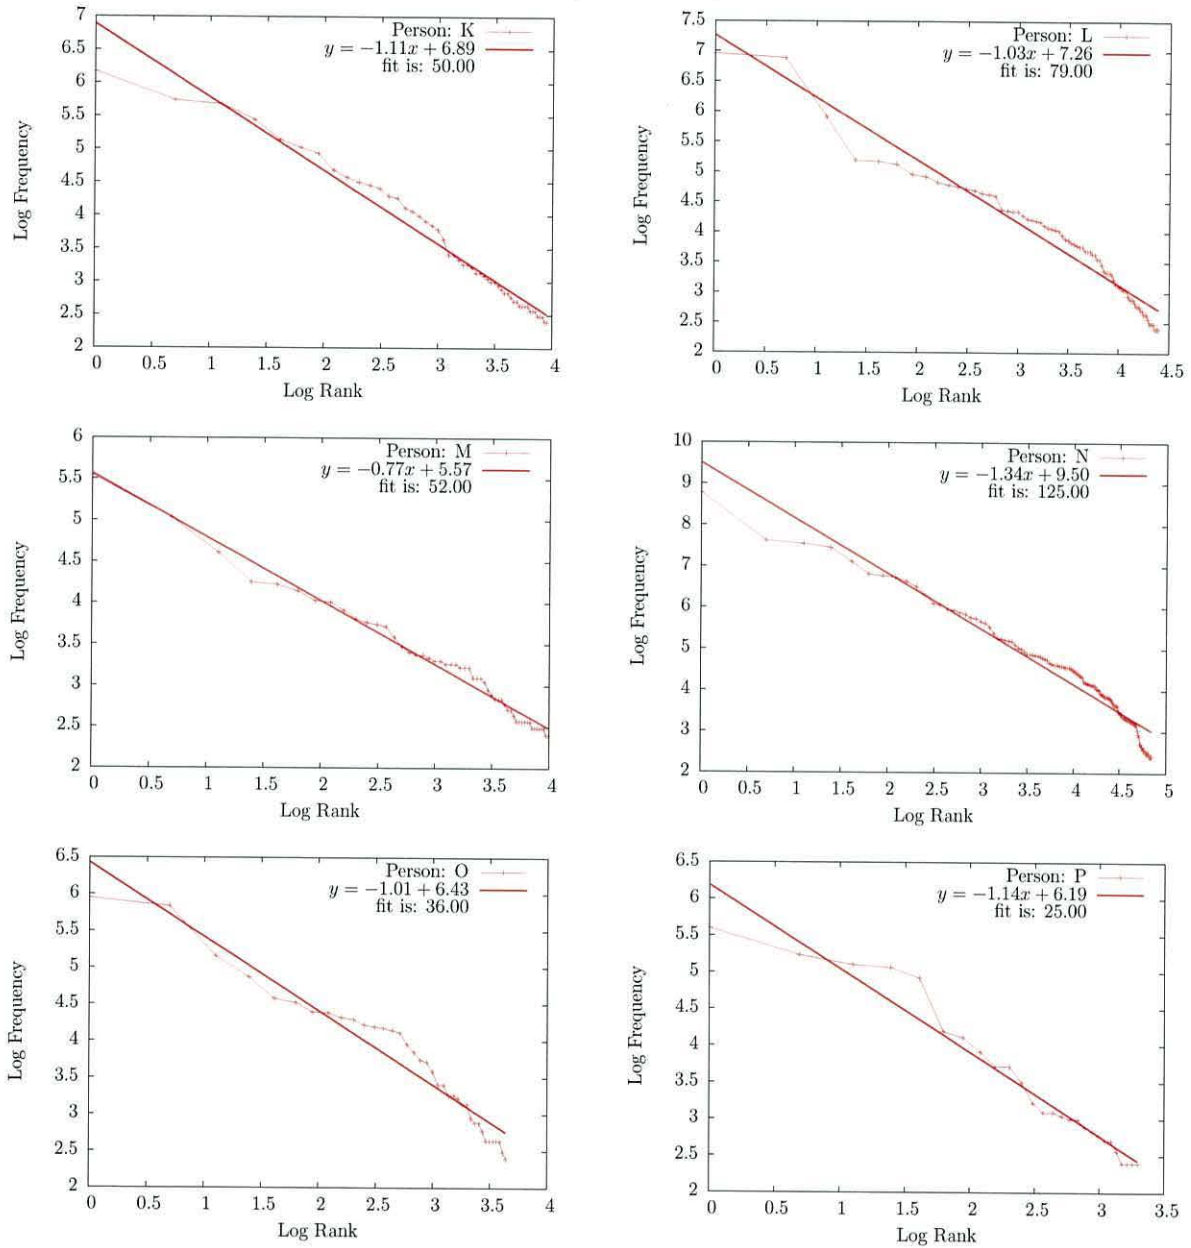 7
6.5
6
5.5
5
4.5
4
3.5
3
2.5
2
0 0.5 1 1.5 2 2.5 3 3.5 4
Log Frequency
Log Rank
Person: K
y = −1.11x + 6.89
fit is: 50.00
7.5
7
6.5
6
5.5
5
4.5
4
3.5
3
2.5
2
0 0.5 1 1.5 2 2.5 3 3.5 4 4.5
Log Frequency
Log Rank
Person: L
y = −1.03x + 7.26
fit is: 79.00
6
5.5
5
4.5
4
3.5
3
2.5
2
0 0.5 1 1.5 2 2.5 3 3.5 4
Log Frequency
Log Rank
Person: M
y = −0.77x + 5.57
fit is: 52.00
10
9
8
7
6
5
4
3
2
0 0.5 1 1.5 2 2.5 3 3.5 4 4.5 5
Log Frequency
Log Rank
Person: N
y = −1.34x + 9.50
fit is: 125.00
6.5
6
5.5
5
4.5
4
3.5
3
2.5
2
0 0.5 1 1.5 2 2.5 3 3.5 4
Log Frequency
Log Rank
Person: O
y = −1.01 + 6.43
fit is: 36.00
6.5
6
5.5
5
4.5
4
3.5
3
2.5
2
0 0.5 1 1.5 2 2.5 3 3.5
Log Frequency
Log Rank
Person: P
y = −1.14x + 6.19
fit is: 25.00